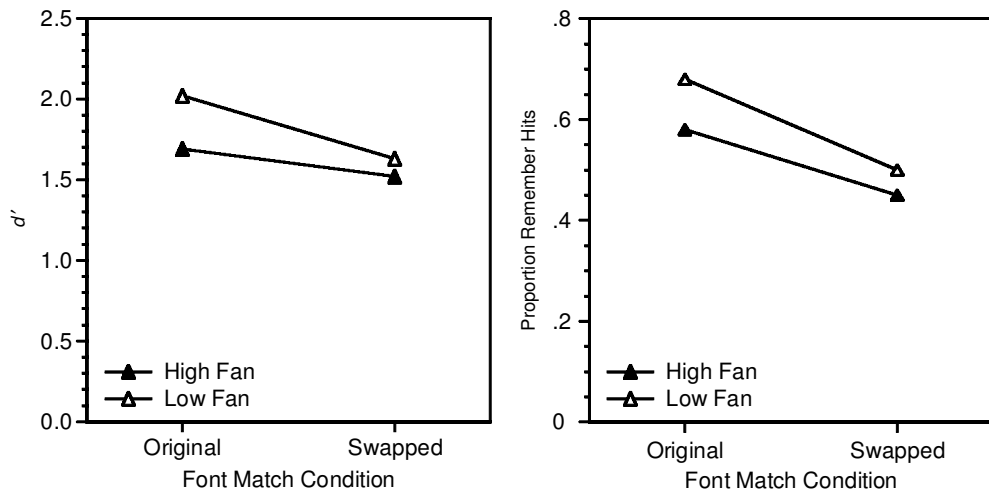 2.5
2.0
1.5
1.0
0.5
0.0
d′
High Fan
Low Fan
Original Swapped
Font Match Condition
.8
.6
.4
.2
0
Proportion Remember Hits
High Fan
Low Fan
Original Swapped
Font Match Condition